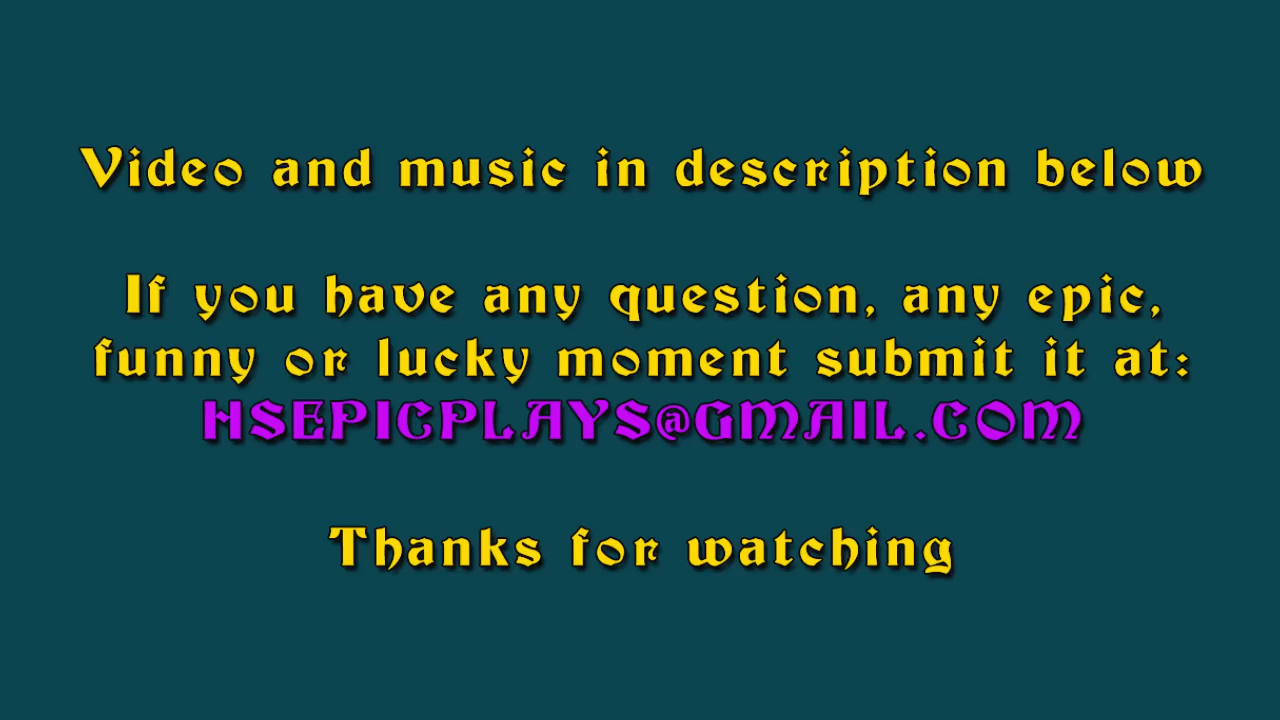 Video and music in description below
If you have any question, any epic,
funny or lucky moment submit it at:
HSEPICPLAYS@GMAIL.COM
Thanks for watching